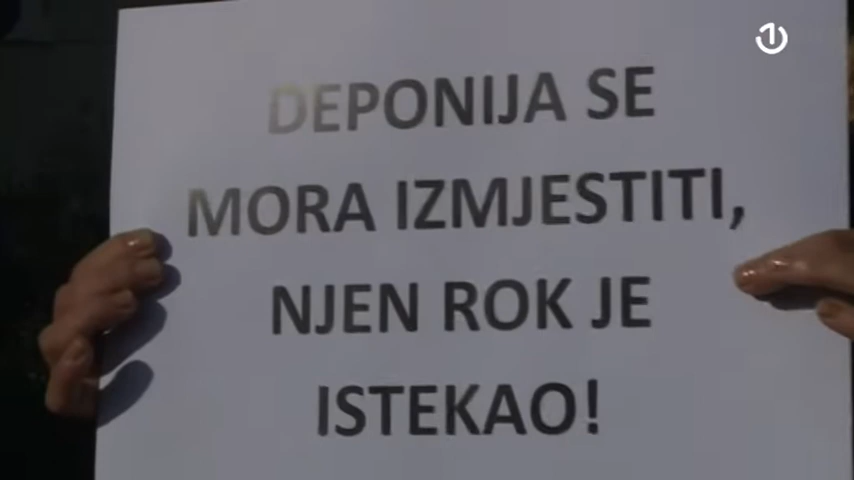 DEPONIJA SE
MORA IZMJESTITI,
NJEN ROK JE
ISTEKAO!